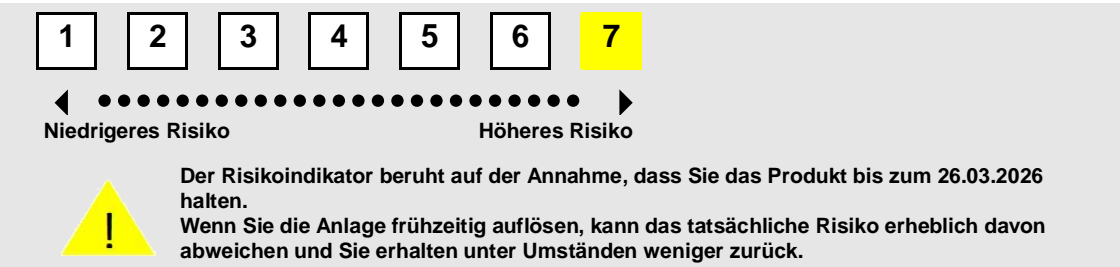 1 2 3 4 5 6 7
Niedrigeres Risiko Höheres Risiko
Der Risikoindikator beruht auf der Annahme, dass Sie das Produkt bis zum 26.03.2026
halten.
Wenn Sie die Anlage frühzeitig auflösen, kann das tatsächliche Risiko erheblich davon
abweichen und Sie erhalten unter Umständen weniger zurück.
!